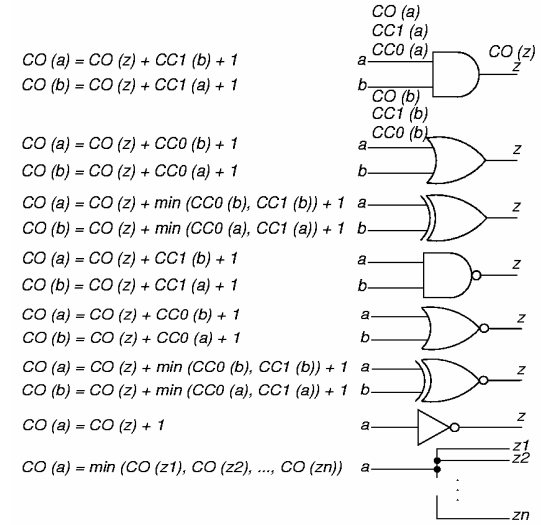 CO (a)
CC1 (a)
CC0 (a)
CO (z)
CO (a) = CO (z) + CC1 (b) + 1
a
z
CO (b) = CO (z) + CC1 (a) + 1
b
CO (b)
CC1 (b)
CC0 (b)
CO (a) = CO (z) + CC0 (b) + 1
a
z
CO (b) = CO (z) + CC0 (a) + 1
b
CO (a) = CO (z) + min (CC0 (b), CC1 (b)) + 1
a
z
CO (b) = CO (z) + min (CC0 (a), CC1 (a)) + 1
b
CO (a) = CO (z) + CC1 (b) + 1
a
z
CO (b) = CO (z) + CC1 (a) + 1
b
CO (a) = CO (z) + CC0 (b) + 1
a
z
CO (b) = CO (z) + CC0 (a) + 1
b
CO (a) = CO (z) + min (CC0 (b), CC1 (b)) + 1
a
z
CO (b) = CO (z) + min (CC0 (a), CC1 (a)) + 1
b
CO (a) = CO (z) + 1
a
z
z1
z2
CO (a) = min (CO (z1), CO (z2), ..., CO (zn))
a
zn